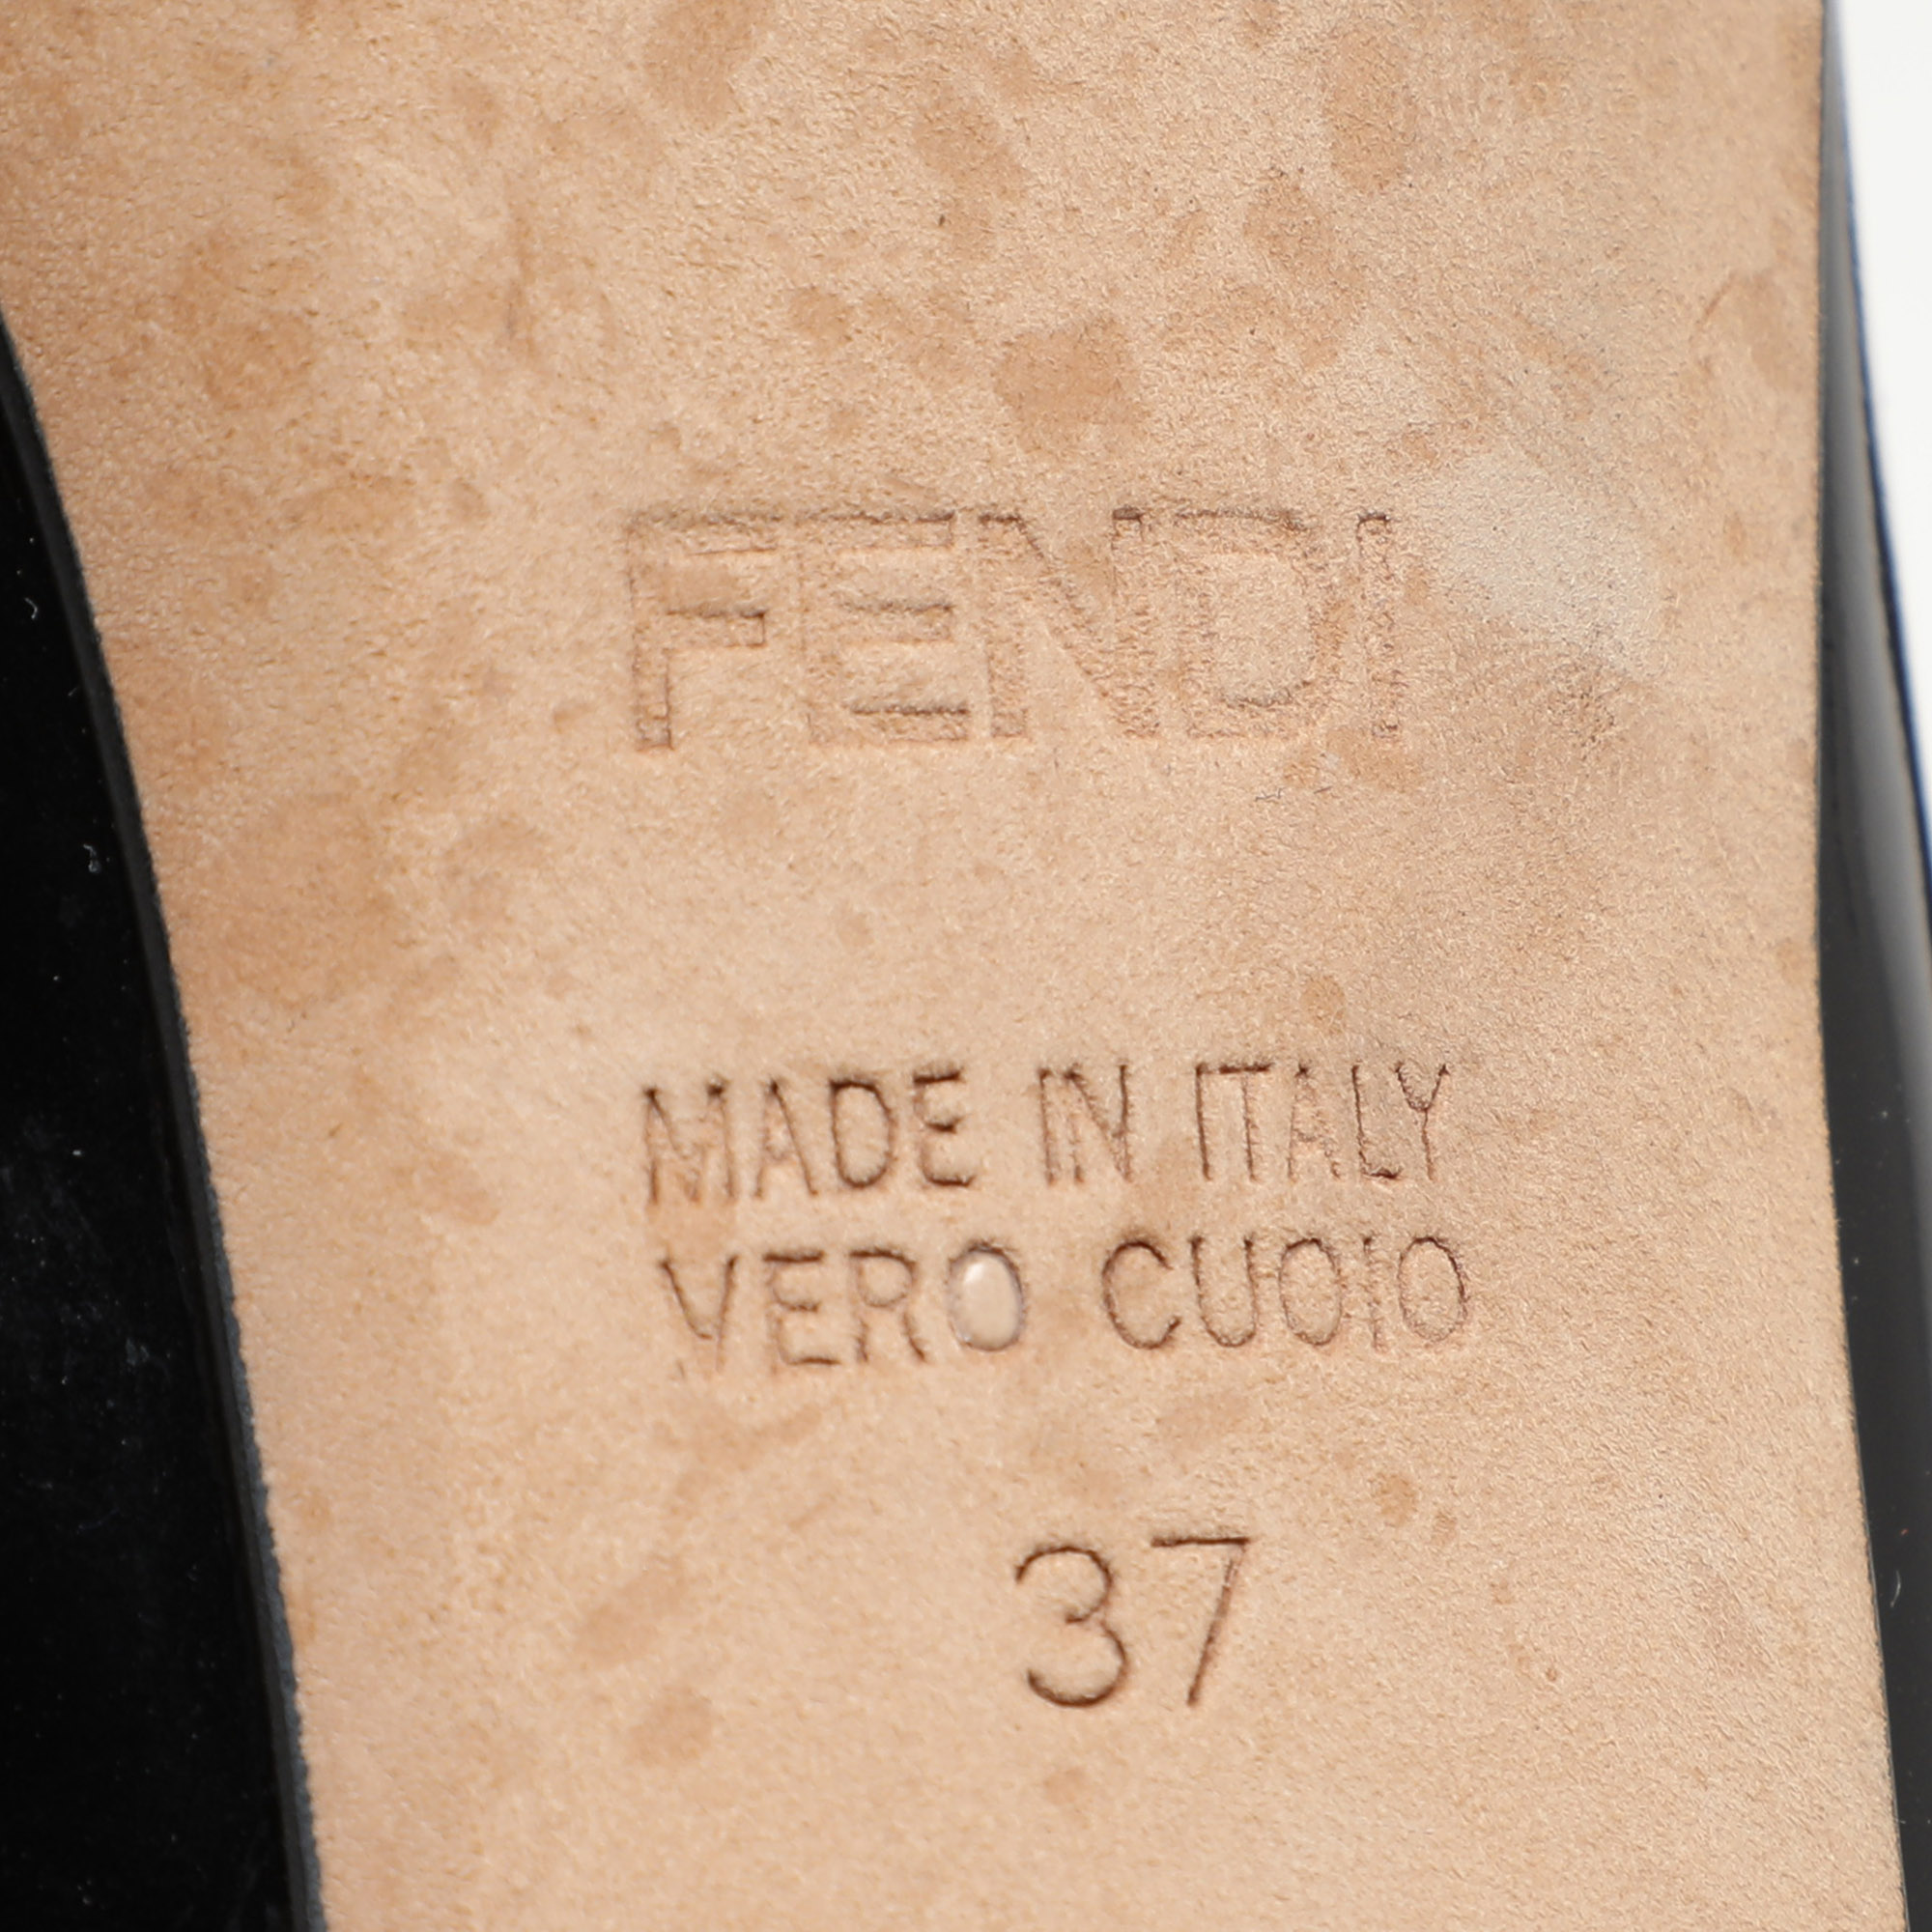 FENDI
MADE IN ITALY
VERO CUOIO
37